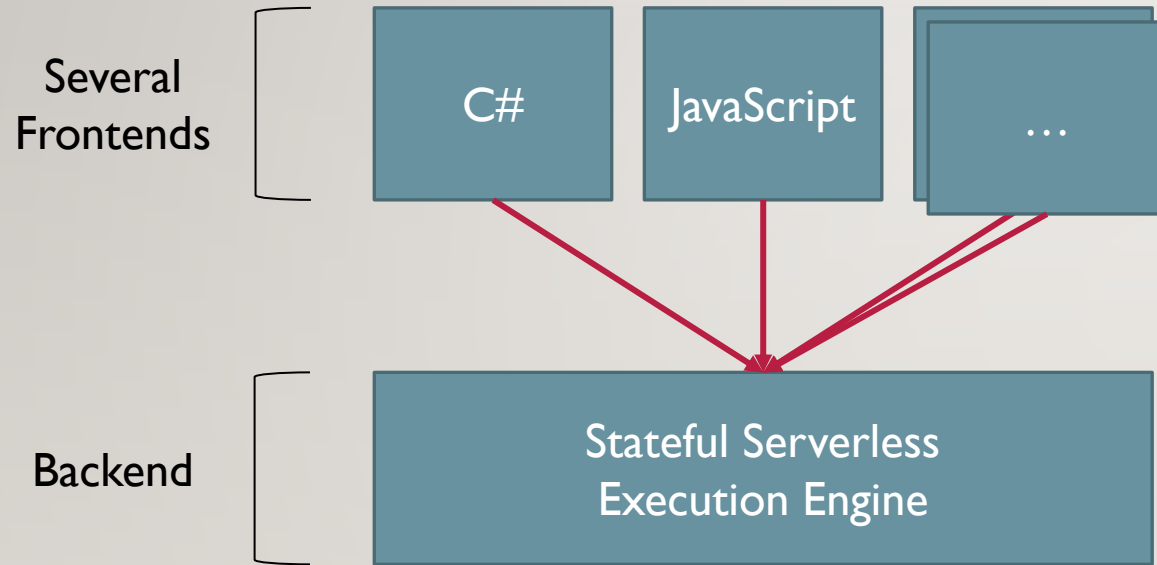 Several
Frontends
C#
JavaScript
…
Backend
Stateful Serverless
Execution Engine